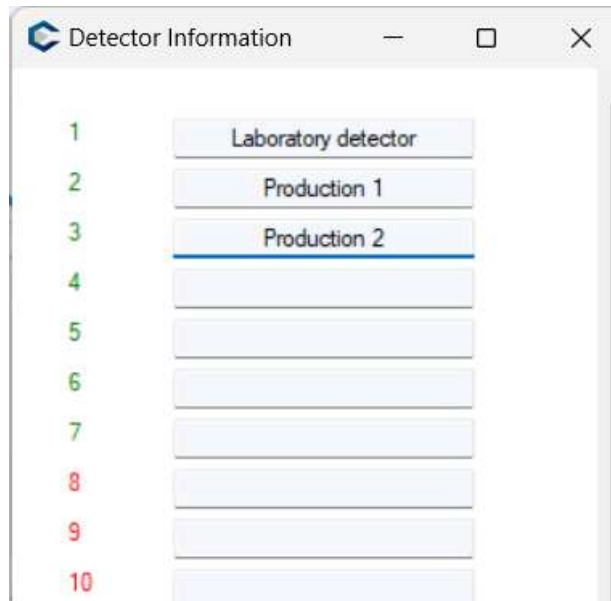 Detector Information
1 Laboratory detector
2 Production 1
3 Production 2
4
5
6
7
8
9
10